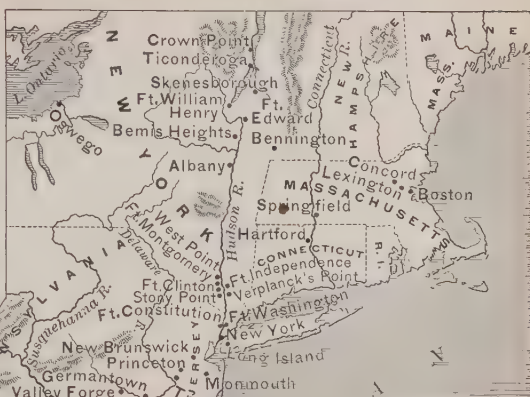 MAINE
MASS.
NEW HAMPSHIRE
Connecticut R.
Crown Point
Ticonderoga
L. Ontario
NEW YORK
Skenesborough
Ft. William Henry
Ft. Edward
Oswego
Bemis Heights
Bennington
Albany
Concord
Lexington
Boston
MASSACHUSETTS
Springfield
Hudson R.
Hartford
CONNECTICUT
R.I.
West Point
Ft. Montgomery
Delaware
Ft. Independence
Verplanck's Point
Ft. Clinton
Stony Point
LVANIA
Susquehanna R.
Ft. Constitution
Ft. Washington
New York
Long Island
New Brunswick
Princeton
JERSEY
Germantown
Monmouth
Valley Forge